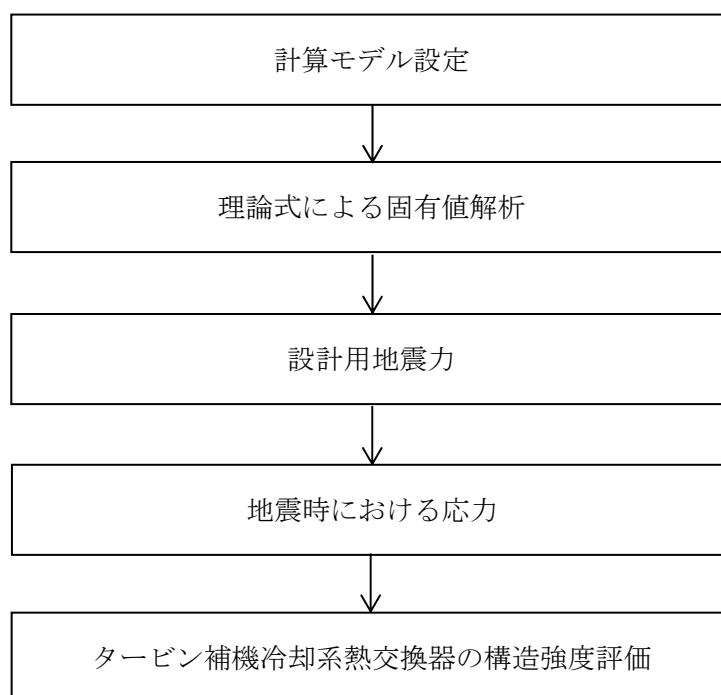 計算モデル設定
理論式による固有値解析
設計用地震力
地震時における応力
タービン補機冷却系熱交換器の構造強度評価